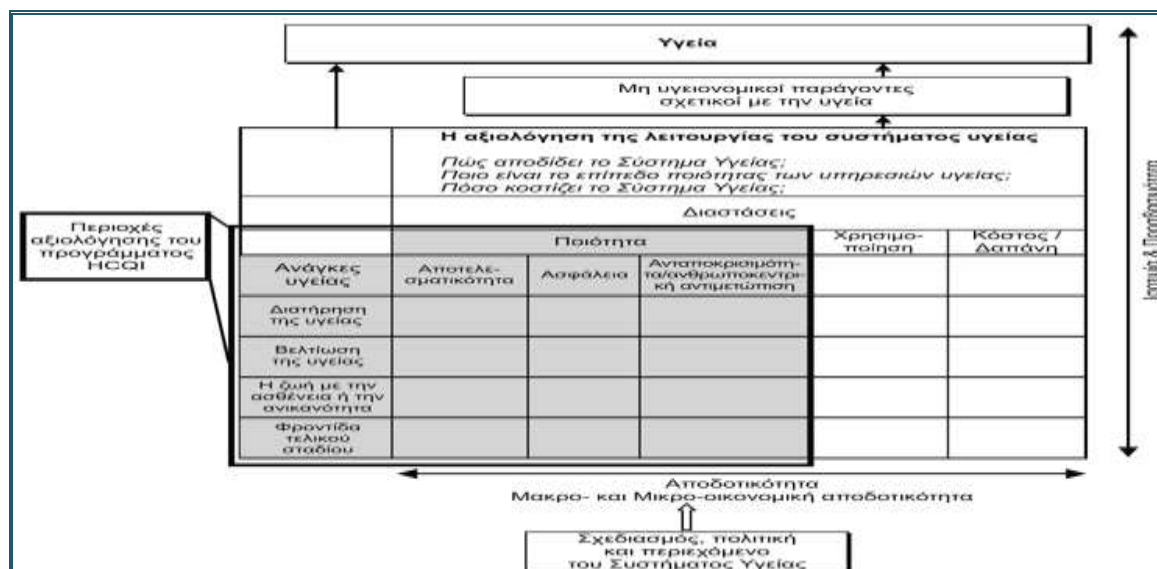 Υγεία
Μη υγειονομικοί παράγοντες
σχετικοί με την υγεία
Η αξιολόγηση της λειτουργίας του συστήματος υγείας
Πώς αποδίδει το Σύστημα Υγείας;
Ποιο είναι το επίπεδο ποιότητας των υπηρεσιών υγείας;
Πόσο κοστίζει το Σύστημα Υγείας;
Διαστάσεις
Περιοχές
αξιολόγησης του
προγράμματος
HCQI
Ποιότητα
Χρησιμο-
ποίηση
Κόστος /
Δαπάνη
Ανάγκες
υγείας
Αποτελε-
σματικότητα
Ασφάλεια
Ανταποκρισιμότη-
τα/ανθρωποκεντρι-
κή αντιμετώπιση
Διατήρηση
της υγείας
Βελτίωση
της υγείας
Η ζωή με την
ασθένεια ή την
ανικανότητα
Φροντίδα
τελικού
σταδίου
Ισοτιμία & Προσβασιμότητα
Αποδοτικότητα
Μακρο- και Μικρο-οικονομική αποδοτικότητα
Σχεδιασμός, πολιτική
και περιεχόμενο
του Συστήματος Υγείας